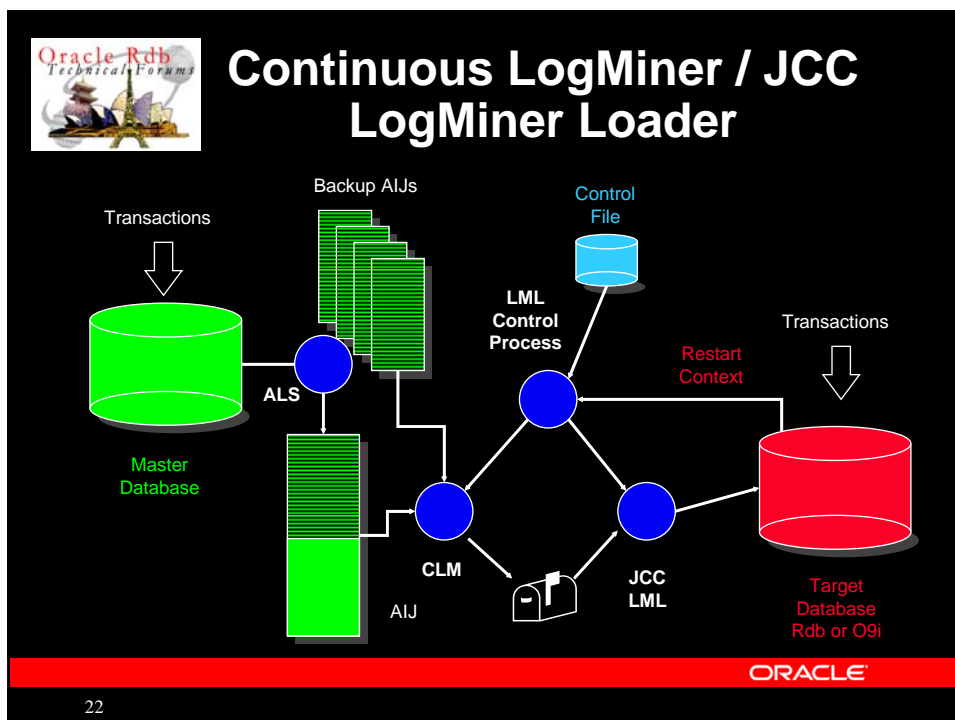 Oracle Rdb
Technical Forums
Continuous LogMiner / JCC
LogMiner Loader
Backup AIJs
Transactions
Control
File
LML
Control
Process
Transactions
Restart
Context
ALS
Master
Database
CLM
JCC
LML
AIJ
Target
Database
Rdb or O9i
ORACLE
22